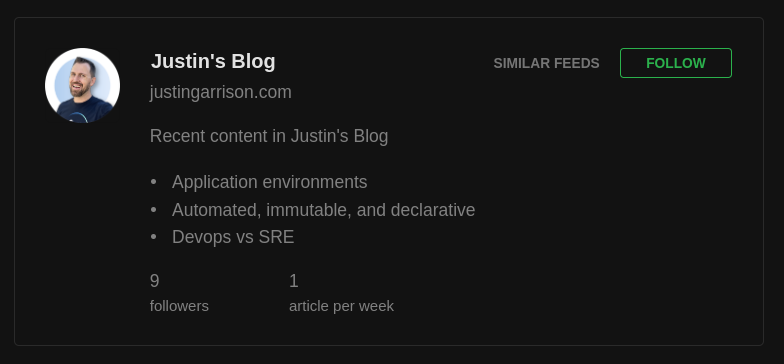 Justin's Blog
SIMILAR FEEDS
FOLLOW
justingarrison.com
Recent content in Justin's Blog
• Application environments
• Automated, immutable, and declarative
• Devops vs SRE
9
followers
1
article per week